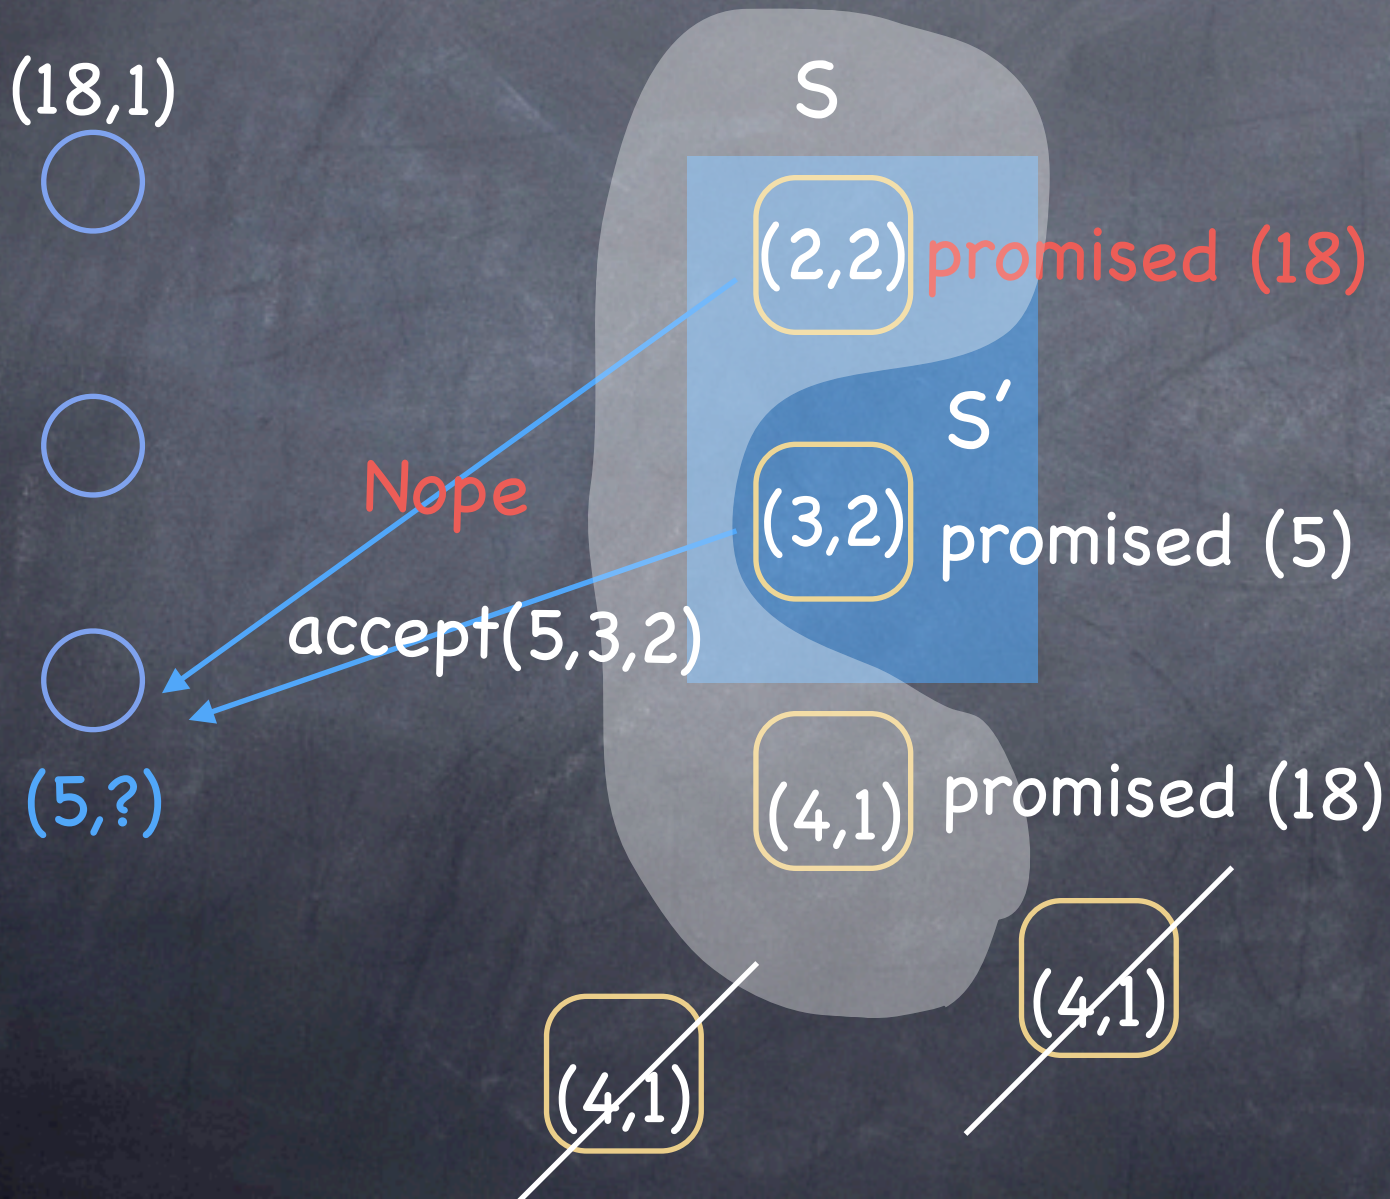 (18,1)
S
(2,2) promised (18)
S′
Nope
(3,2) promised (5)
accept(5,3,2)
(5,?)
(4,1) promised (18)
(4,1)
(4,1)